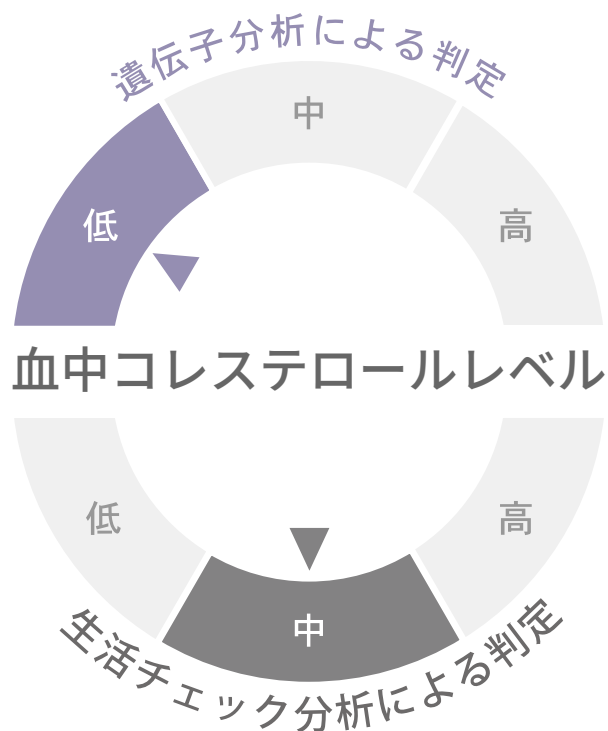 遺伝子分析による判定
中
低
高
血中コレステロールレベル
低
高
中
生活チェック分析による判定